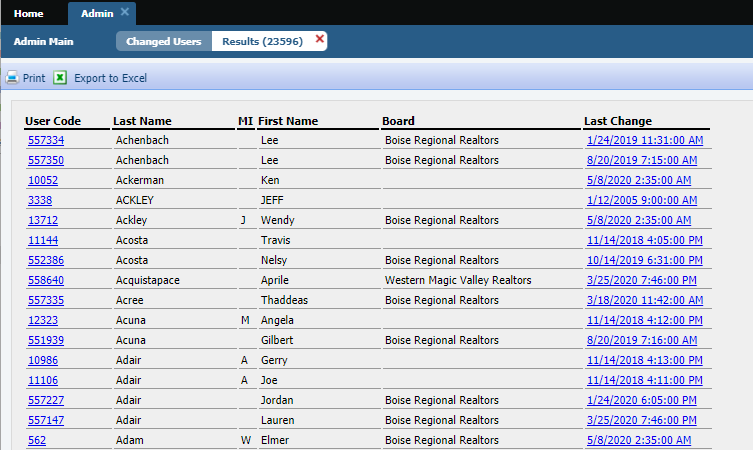 Home Admin
Admin Main Changed Users Results (23596)
Print Export to Excel
User Code Last Name MI First Name Board Last Change
557334 Achenbach Lee Boise Regional Realtors 1/24/2019 11:31:00 AM
557350 Achenbach Lee Boise Regional Realtors 8/20/2019 7:15:00 AM
10052 Ackerman Ken 5/8/2020 2:35:00 AM
3338 ACKLEY JEFF 1/12/2005 9:00:00 AM
13712 Ackley J Wendy Boise Regional Realtors 5/8/2020 2:35:00 AM
11144 Acosta Travis 11/14/2018 4:05:00 PM
552386 Acosta Nelsy Boise Regional Realtors 10/14/2019 6:31:00 PM
558640 Acquistapace Aprile Western Magic Valley Realtors 3/25/2020 7:46:00 PM
557335 Acree Thaddeas Boise Regional Realtors 3/18/2020 11:42:00 AM
12323 Acuna M Angela 11/14/2018 4:12:00 PM
551939 Acuna Gilbert Boise Regional Realtors 8/20/2019 7:16:00 AM
10986 Adair A Gerry 11/14/2018 4:13:00 PM
11106 Adair A Joe 11/14/2018 4:11:00 PM
557227 Adair Jordan Boise Regional Realtors 1/24/2020 6:05:00 PM
557147 Adair Lauren Boise Regional Realtors 3/25/2020 7:46:00 PM
562 Adam W Elmer Boise Regional Realtors 5/8/2020 2:35:00 AM